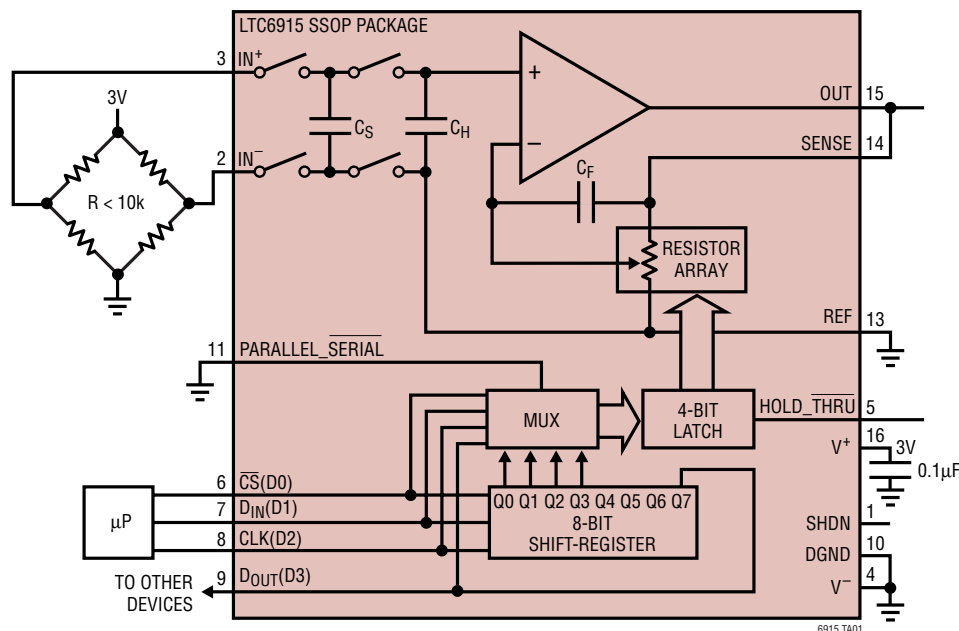 LTC6915 SSOP PACKAGE
3 IN+
3V
2 IN−
R < 10k
CS
CH
+
−
CF
OUT 15
SENSE 14
RESISTOR
ARRAY
REF 13
11 PARALLEL_SERIAL
MUX
4-BIT
LATCH
HOLD_THRU 5
V+ 16
3V
0.1µF
6 CS(D0)
7 DIN(D1)
8 CLK(D2)
9 DOUT(D3)
µP
TO OTHER
DEVICES
Q0 Q1 Q2 Q3 Q4 Q5 Q6 Q7
8-BIT
SHIFT-REGISTER
SHDN 1
DGND 10
V− 4
6915 TA01